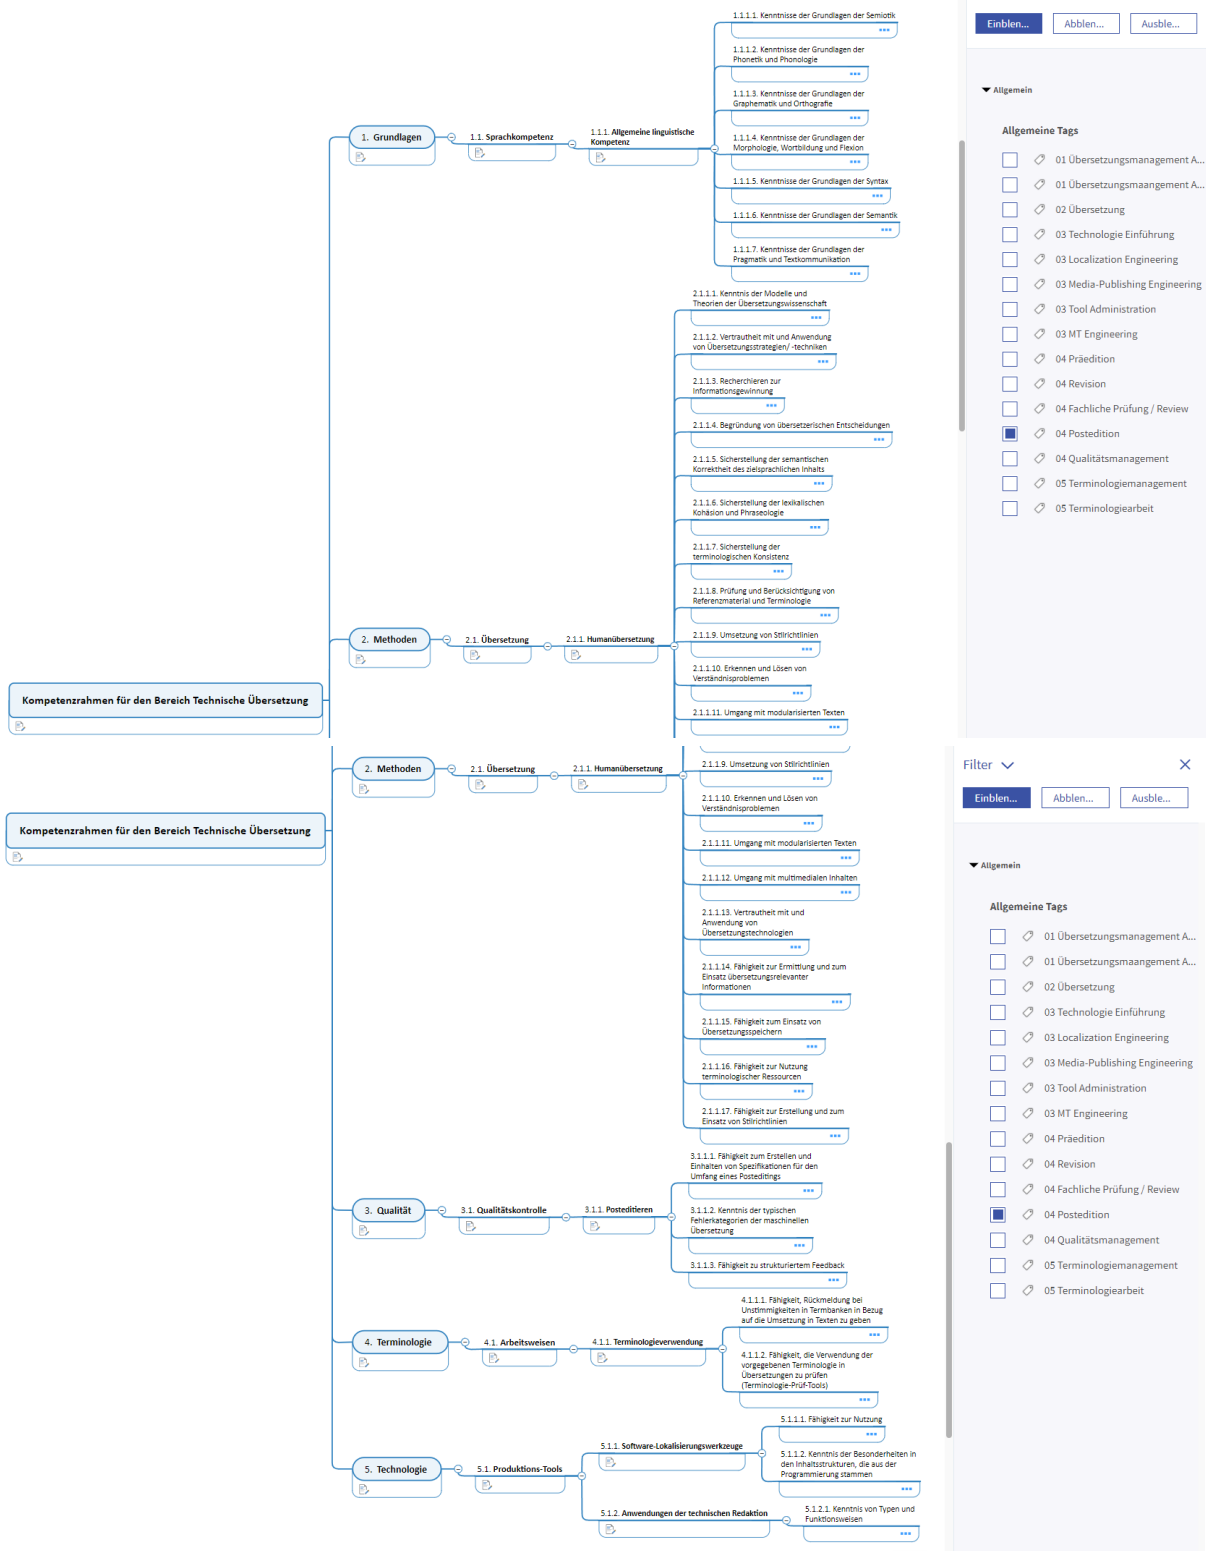 1.1.1.1. Kenntnisse der Grundlagen der Semiotik
1.1.1.2. Kenntnisse der Grundlagen der
Phonetik und Phonologie
1.1.1.3. Kenntnisse der Grundlagen der
Graphematik und Orthografie
1. Grundlagen
1.1. Sprachkompetenz
1.1.1. Allgemeine linguistische
Kompetenz
1.1.1.4. Kenntnisse der Grundlagen der
Morphologie, Wortbildung und Flexion
1.1.1.5. Kenntnisse der Grundlagen der Syntax
1.1.1.6. Kenntnisse der Grundlagen der Semantik
1.1.1.7. Kenntnisse der Grundlagen der
Pragmatik und Textkommunikation
2.1.1.1. Kenntnis der Modelle und
Theorien der Übersetzungswissenschaft
2.1.1.2. Vertrautheit mit und Anwendung
von Übersetzungsstrategien/ -techniken
2.1.1.3. Recherchieren zur
Informationsgewinnung
2.1.1.4. Begründung von übersetzerischen Entscheidungen
2.1.1.5. Sicherstellung der semantischen
Korrektheit des zielsprachlichen Inhalts
2.1.1.6. Sicherstellung der lexikalischen
Kohäsion und Phraseologie
2.1.1.7. Sicherstellung der
terminologischen Konsistenz
2.1.1.8. Prüfung und Berücksichtigung von
Referenzmaterial und Terminologie
2. Methoden
2.1. Übersetzung
2.1.1. Humanübersetzung
2.1.1.9. Umsetzung von Stilrichtlinien
2.1.1.10. Erkennen und Lösen von
Verständnisproblemen
2.1.1.11. Umgang mit modularisierten Texten
Kompetenzrahmen für den Bereich Technische Übersetzung
Einblen...
Abblen...
Ausble...
Allgemein
Allgemeine Tags
01 Übersetzungsmanagement A...
01 Übersetzungsmaangement A...
02 Übersetzung
03 Technologie Einführung
03 Localization Engineering
03 Media-Publishing Engineering
03 Tool Administration
03 MT Engineering
04 Präedition
04 Revision
04 Fachliche Prüfung / Review
04 Postedition
04 Qualitätsmanagement
05 Terminologiemanagement
05 Terminologiearbeit
2. Methoden
2.1. Übersetzung
2.1.1. Humanübersetzung
2.1.1.9. Umsetzung von Stilrichtlinien
2.1.1.10. Erkennen und Lösen von
Verständnisproblemen
Kompetenzrahmen für den Bereich Technische Übersetzung
2.1.1.11. Umgang mit modularisierten Texten
2.1.1.12. Umgang mit multimedialen Inhalten
2.1.1.13. Vertrautheit mit und
Anwendung von
Übersetzungstechnologien
2.1.1.14. Fähigkeit zur Ermittlung und zum
Einsatz übersetzungsrelevanter
Informationen
2.1.1.15. Fähigkeit zum Einsatz von
Übersetzungsspeichern
2.1.1.16. Fähigkeit zur Nutzung
terminologischer Ressourcen
2.1.1.17. Fähigkeit zur Erstellung und zum
Einsatz von Stilrichtlinien
3.1.1.1. Fähigkeit zum Erstellen und
Einhalten von Spezifikationen für den
Umfang eines Posteditings
3. Qualität
3.1. Qualitätskontrolle
3.1.1. Posteditieren
3.1.1.2. Kenntnis der typischen
Fehlerkategorien der maschinellen
Übersetzung
3.1.1.3. Fähigkeit zu strukturiertem Feedback
4.1.1.1. Fähigkeit, Rückmeldung bei
Unstimmigkeiten in Termbanken in Bezug
auf die Umsetzung in Texten zu geben
4. Terminologie
4.1. Arbeitsweisen
4.1.1. Terminologieverwendung
4.1.1.2. Fähigkeit, die Verwendung der
vorgegebenen Terminologie in
Übersetzungen zu prüfen
(Terminologie-Prüf-Tools)
5.1.1.1. Fähigkeit zur Nutzung
5.1.1. Software-Lokalisierungswerkzeuge
5.1.1.2. Kenntnis der Besonderheiten in
den Inhaltsstrukturen, die aus der
Programmierung stammen
5. Technologie
5.1. Produktions-Tools
5.1.2. Anwendungen der technischen Redaktion
5.1.2.1. Kenntnis von Typen und
Funktionsweisen
Filter
Einblen...
Abblen...
Ausble...
Allgemein
Allgemeine Tags
01 Übersetzungsmanagement A...
01 Übersetzungsmaangement A...
02 Übersetzung
03 Technologie Einführung
03 Localization Engineering
03 Media-Publishing Engineering
03 Tool Administration
03 MT Engineering
04 Präedition
04 Revision
04 Fachliche Prüfung / Review
04 Postedition
04 Qualitätsmanagement
05 Terminologiemanagement
05 Terminologiearbeit